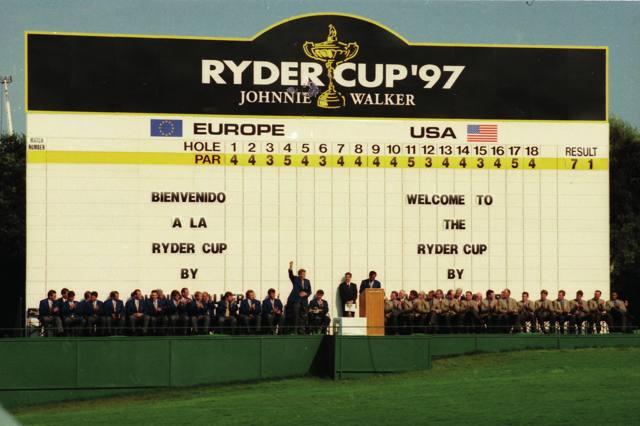 RYDER CUP '97
JOHNNIE WALKER
EUROPE USA
MATCH NUMBER
HOLE 1 2 3 4 5 6 7 8 9 10 11 12 13 14 15 16 17 18 RESULT
PAR 4 4 3 5 4 3 4 4 4 4 5 3 4 4 3 4 5 4 7 1
BIENVENIDO
A LA
RYDER CUP
BY
WELCOME TO
THE
RYDER CUP
BY